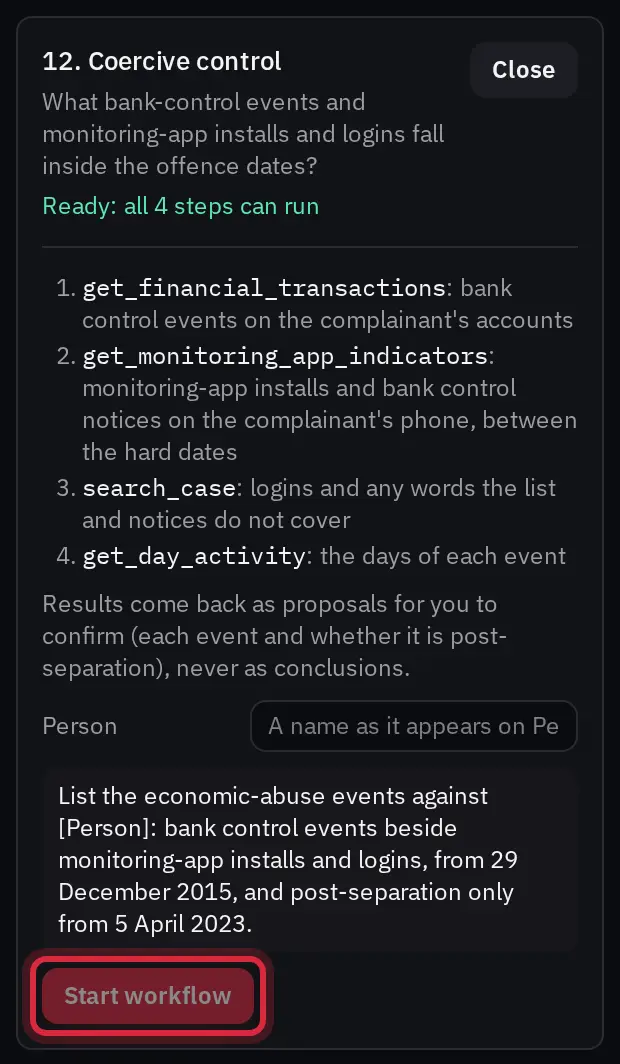 12. Coercive control
Close
What bank-control events and
monitoring-app installs and logins fall
inside the offence dates?
Ready: all 4 steps can run
1. get_financial_transactions: bank
control events on the complainant's accounts
2. get_monitoring_app_indicators:
monitoring-app installs and bank control
notices on the complainant's phone, between
the hard dates
3. search_case: logins and any words the list
and notices do not cover
4. get_day_activity: the days of each event
Results come back as proposals for you to
confirm (each event and whether it is post-
separation), never as conclusions.
Person
A name as it appears on Pe
List the economic-abuse events against
[Person]: bank control events beside
monitoring-app installs and logins, from 29
December 2015, and post-separation only
from 5 April 2023.
Start workflow